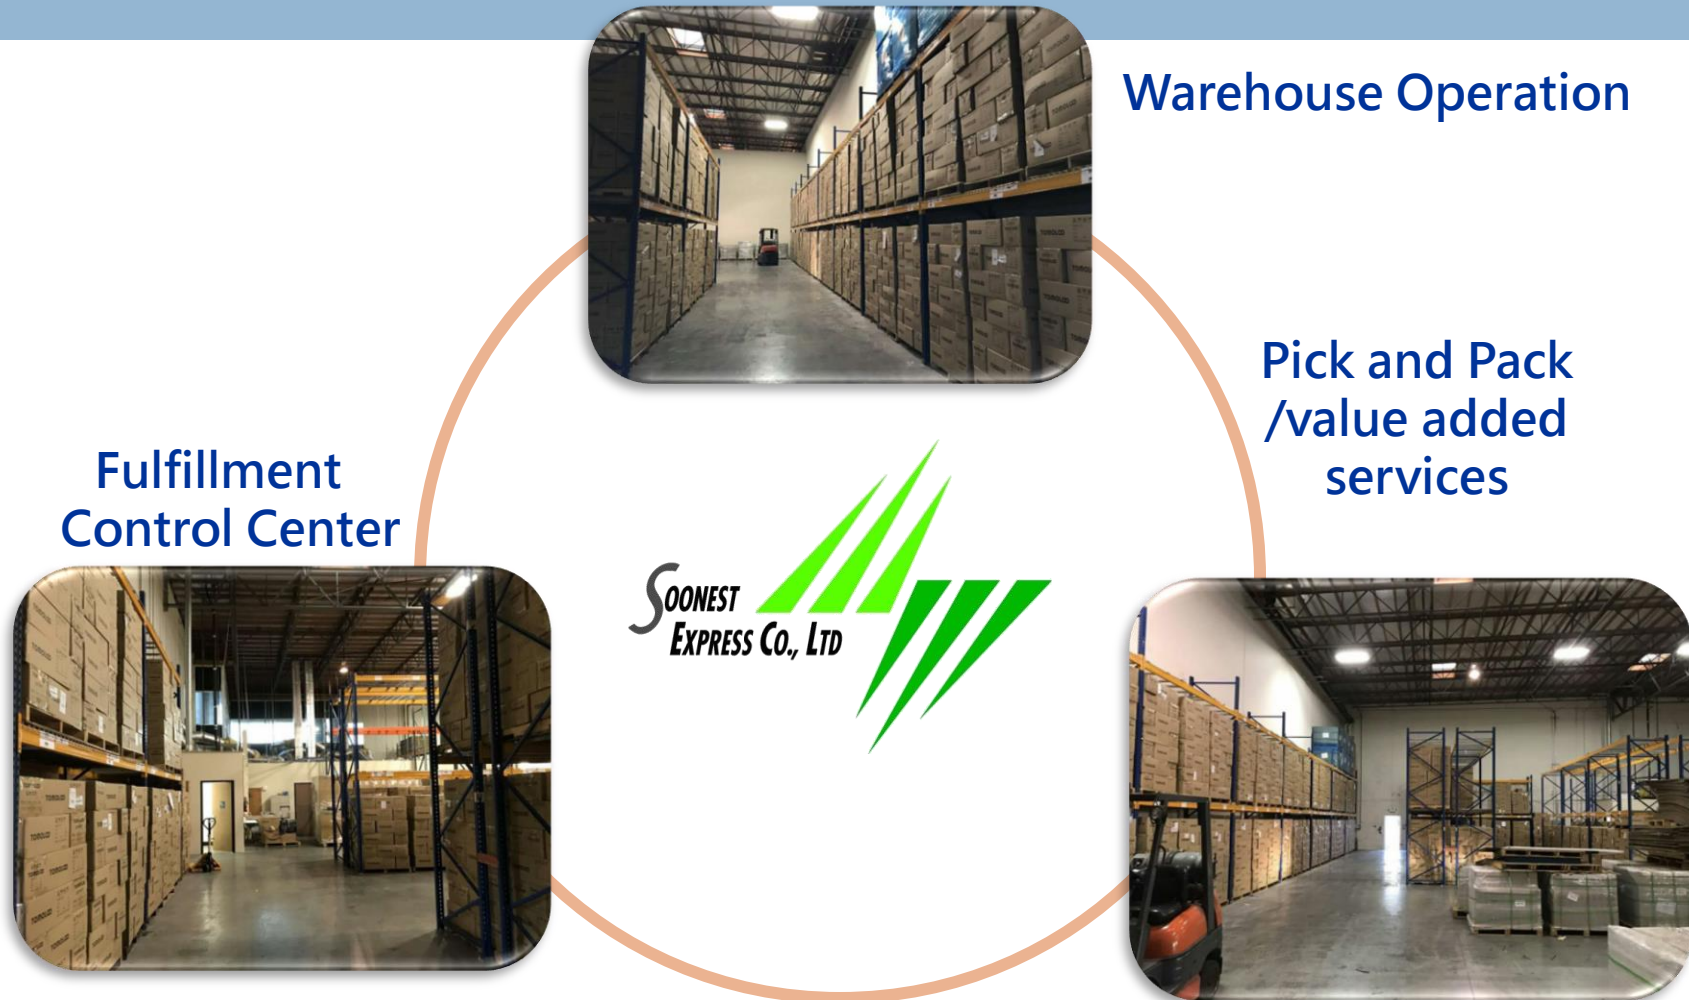 Warehouse Operation
Pick and Pack
/value added
services
Fulfillment
Control Center
SOONEST
EXPRESS CO., LTD